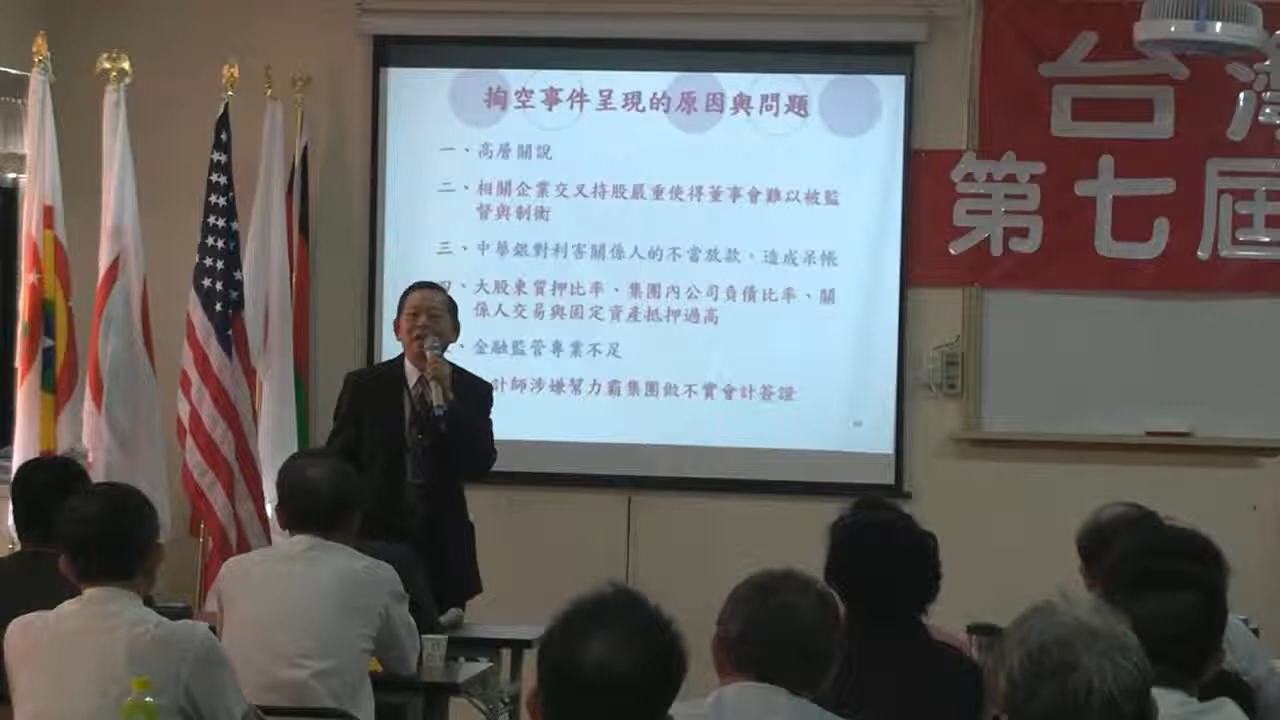 掏空事件呈現的原因與問題
一、高層關說
二、相關企業交叉持股嚴重使得董事會難以被監
督與制衡
三、中華銀對利害關係人的不當放款,造成呆帳
四、大股東質押比率、集團內公司負債比率、關
係人交易與固定資產抵押過高
、金融監管專業不足
計師涉嫌幫力霸集團做不實會計簽證
台灣
第七屆